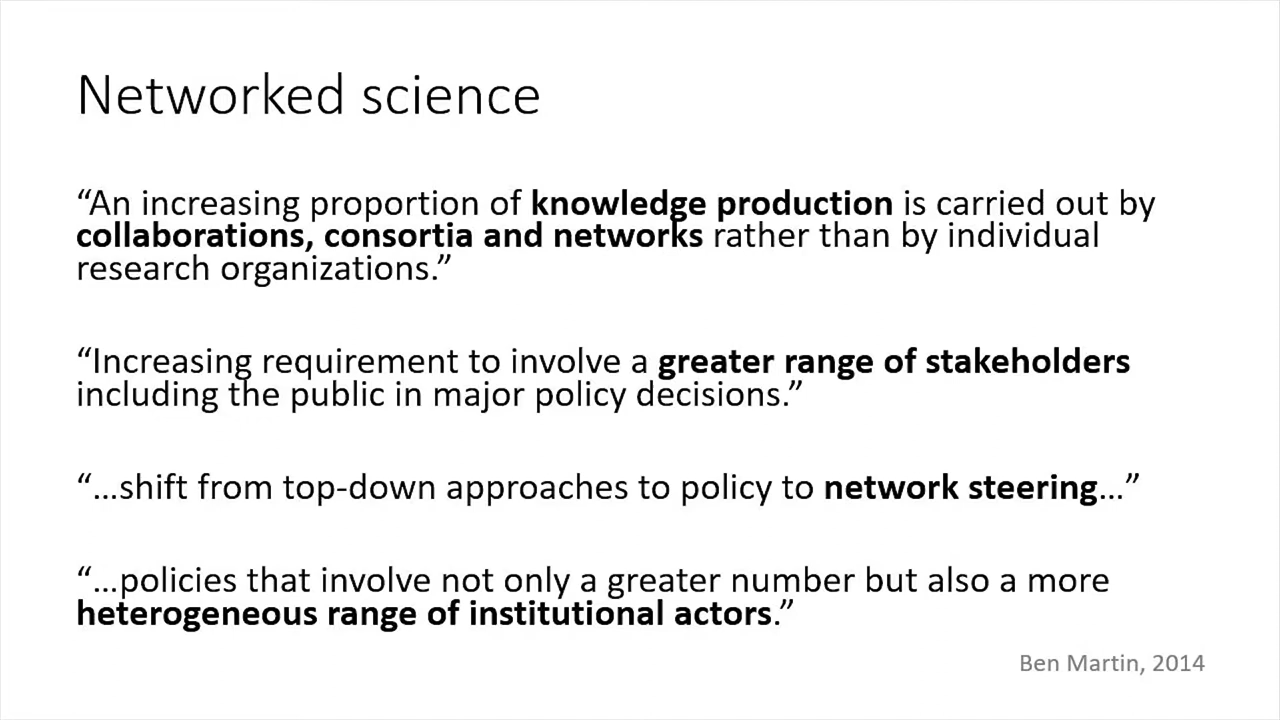 Networked science
“An increasing proportion of knowledge production is carried out by
collaborations, consortia and networks rather than by individual
research organizations.”
“Increasing requirement to involve a greater range of stakeholders
including the public in major policy decisions.”
“…shift from top-down approaches to policy to network steering…”
“…policies that involve not only a greater number but also a more
heterogeneous range of institutional actors.”
Ben Martin, 2014